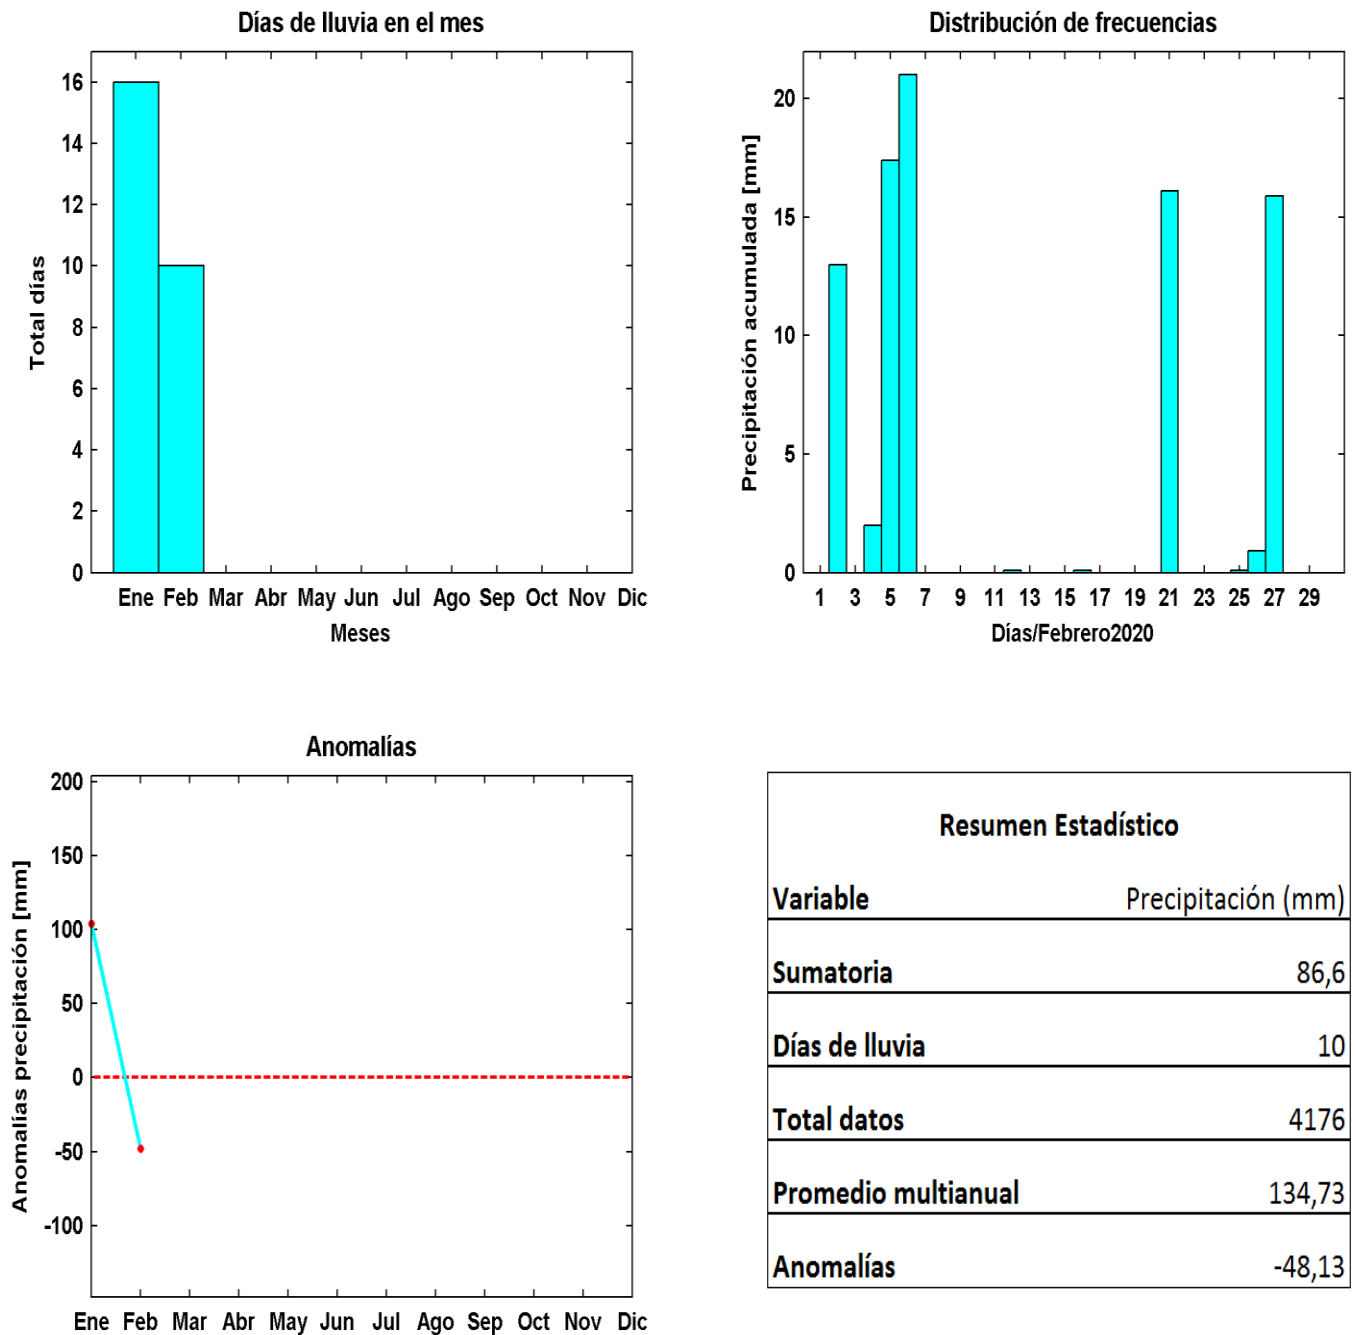 Días de lluvia en el mes
16
14
12
10
8
6
4
2
0
Total días
Ene Feb Mar Abr May Jun Jul Ago Sep Oct Nov Dic
Meses
Distribución de frecuencias
20
15
10
5
0
Precipitación acumulada [mm]
1 3 5 7 9 11 13 15 17 19 21 23 25 27 29
Días/Febrero2020
Anomalías
200
150
100
50
0
-50
-100
Anomalías precipitación [mm]
Ene Feb Mar Abr May Jun Jul Ago Sep Oct Nov Dic
Resumen Estadístico
Variable Precipitación (mm)
Sumatoria 86,6
Días de lluvia 10
Total datos 4176
Promedio multianual 134,73
Anomalías -48,13